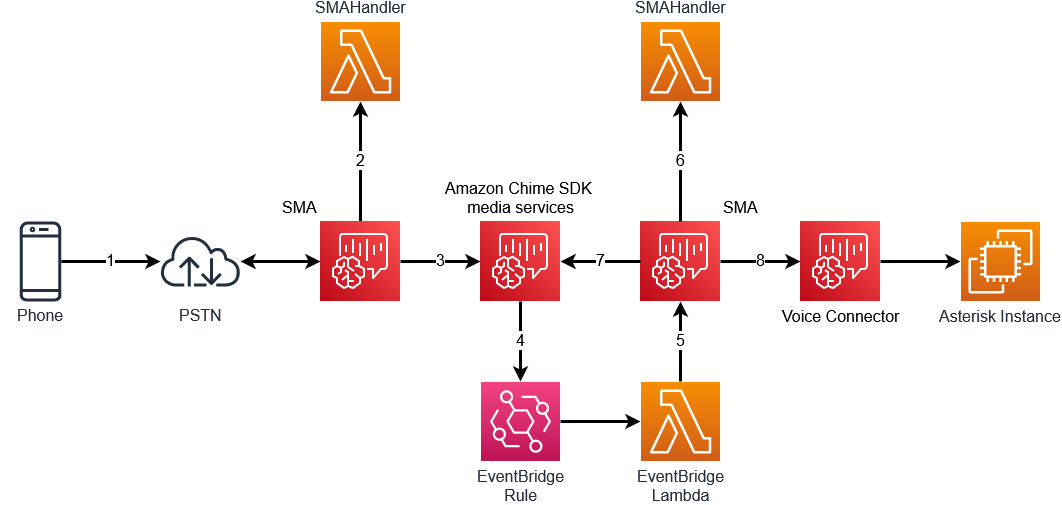 SMAHandler
SMAHandler
2
6
Amazon Chime SDK
media services
SMA
SMA
1
3
7
8
Phone
PSTN
Voice Connector
Asterisk Instance
4
5
EventBridge
Rule
EventBridge
Lambda